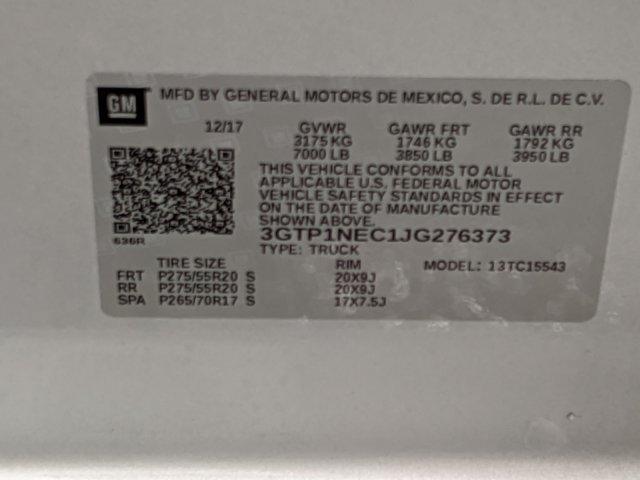 GM MFD BY GENERAL MOTORS DE MEXICO, S. DE R.L. DE C.V.
12/17 GVWR GAWR FRT GAWR RR
3175 KG 1746 KG 1792 KG
7000 LB 3850 LB 3950 LB
THIS VEHICLE CONFORMS TO ALL
APPLICABLE U.S. FEDERAL MOTOR
VEHICLE SAFETY STANDARDS IN EFFECT
ON THE DATE OF MANUFACTURE
SHOWN ABOVE.
3GTP1NEC1JG276373
636R TYPE: TRUCK
TIRE SIZE RIM MODEL: 13TC15543
FRT P275/55R20 S 20X9J
RR P275/55R20 S 20X9J
SPA P265/70R17 S 17X7.5J